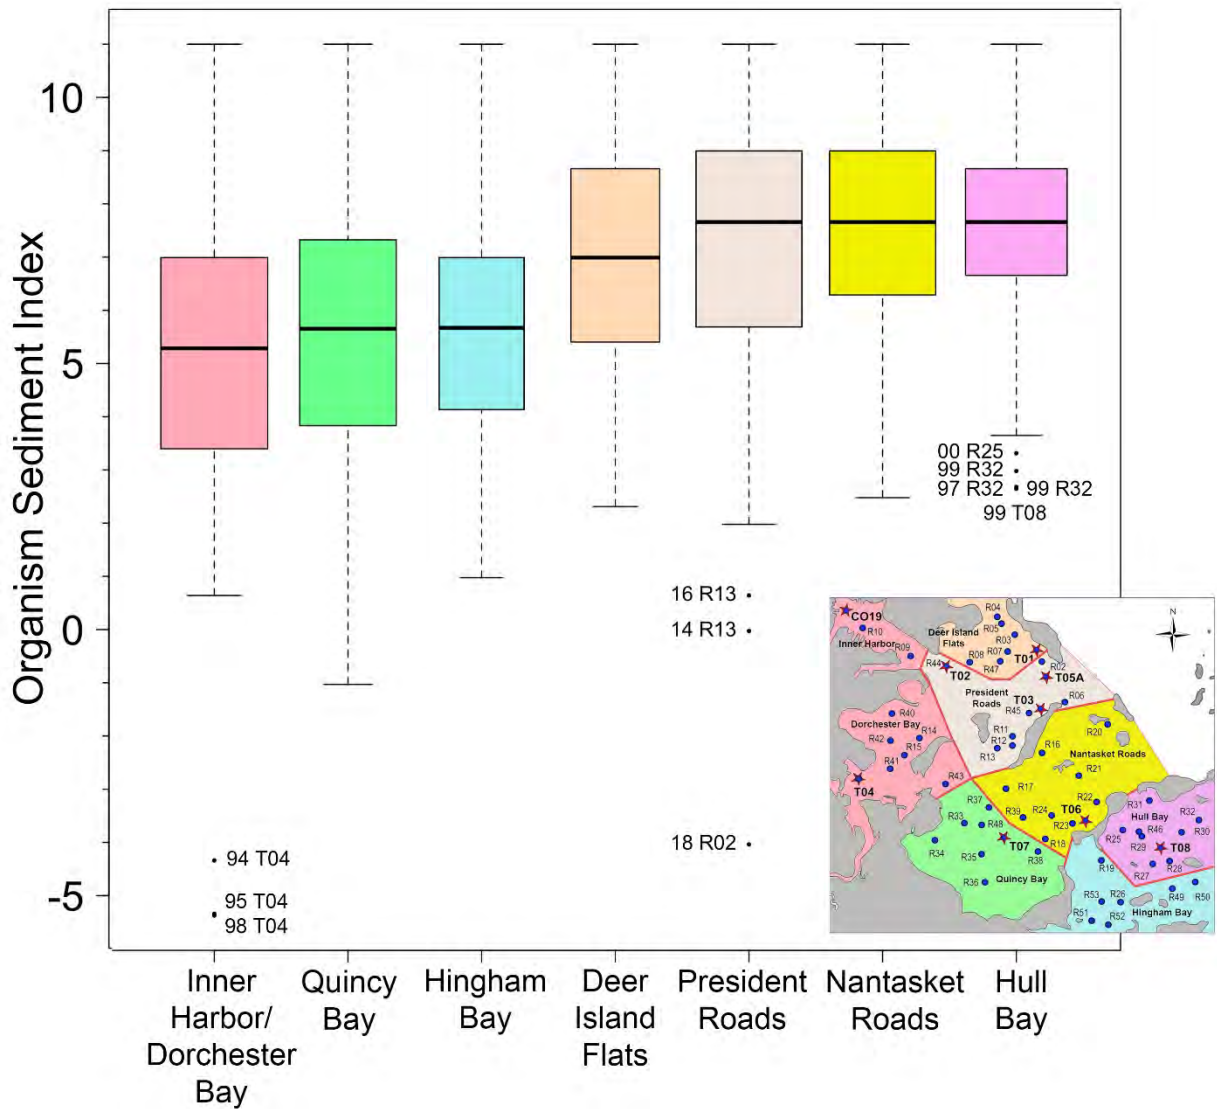 Organism Sediment Index
10
5
0
-5
94 T04
95 T04
98 T04
16 R13
14 R13
18 R02
00 R25
99 R32
97 R32
99 R32
99 T08
Inner
Harbor/
Dorchester
Bay
Quincy
Bay
Hingham
Bay
Deer
Island
Flats
President
Roads
Nantasket
Roads
Hull
Bay
N
CO19
R10
Inner Harbor
R09
R04
R05
Deer Island
Flats
R03
R07
R08
R47
T01
R02
R44
T02
T05A
President
Roads
T03
R45
R06
R11
R12
R13
R40
Dorchester Bay
R14
R42
R15
R41
T04
R43
R20
Nantasket Roads
R16
R21
R17
R22
R24
R39
T06
R23
R18
R37
R33
R48
T07
R34
R35
R38
R36
Quincy Bay
R31
Hull Bay
R32
R25
R46
R30
R29
T08
R28
R27
R19
R53
R26
R49
R50
R51
R52
Hingham Bay